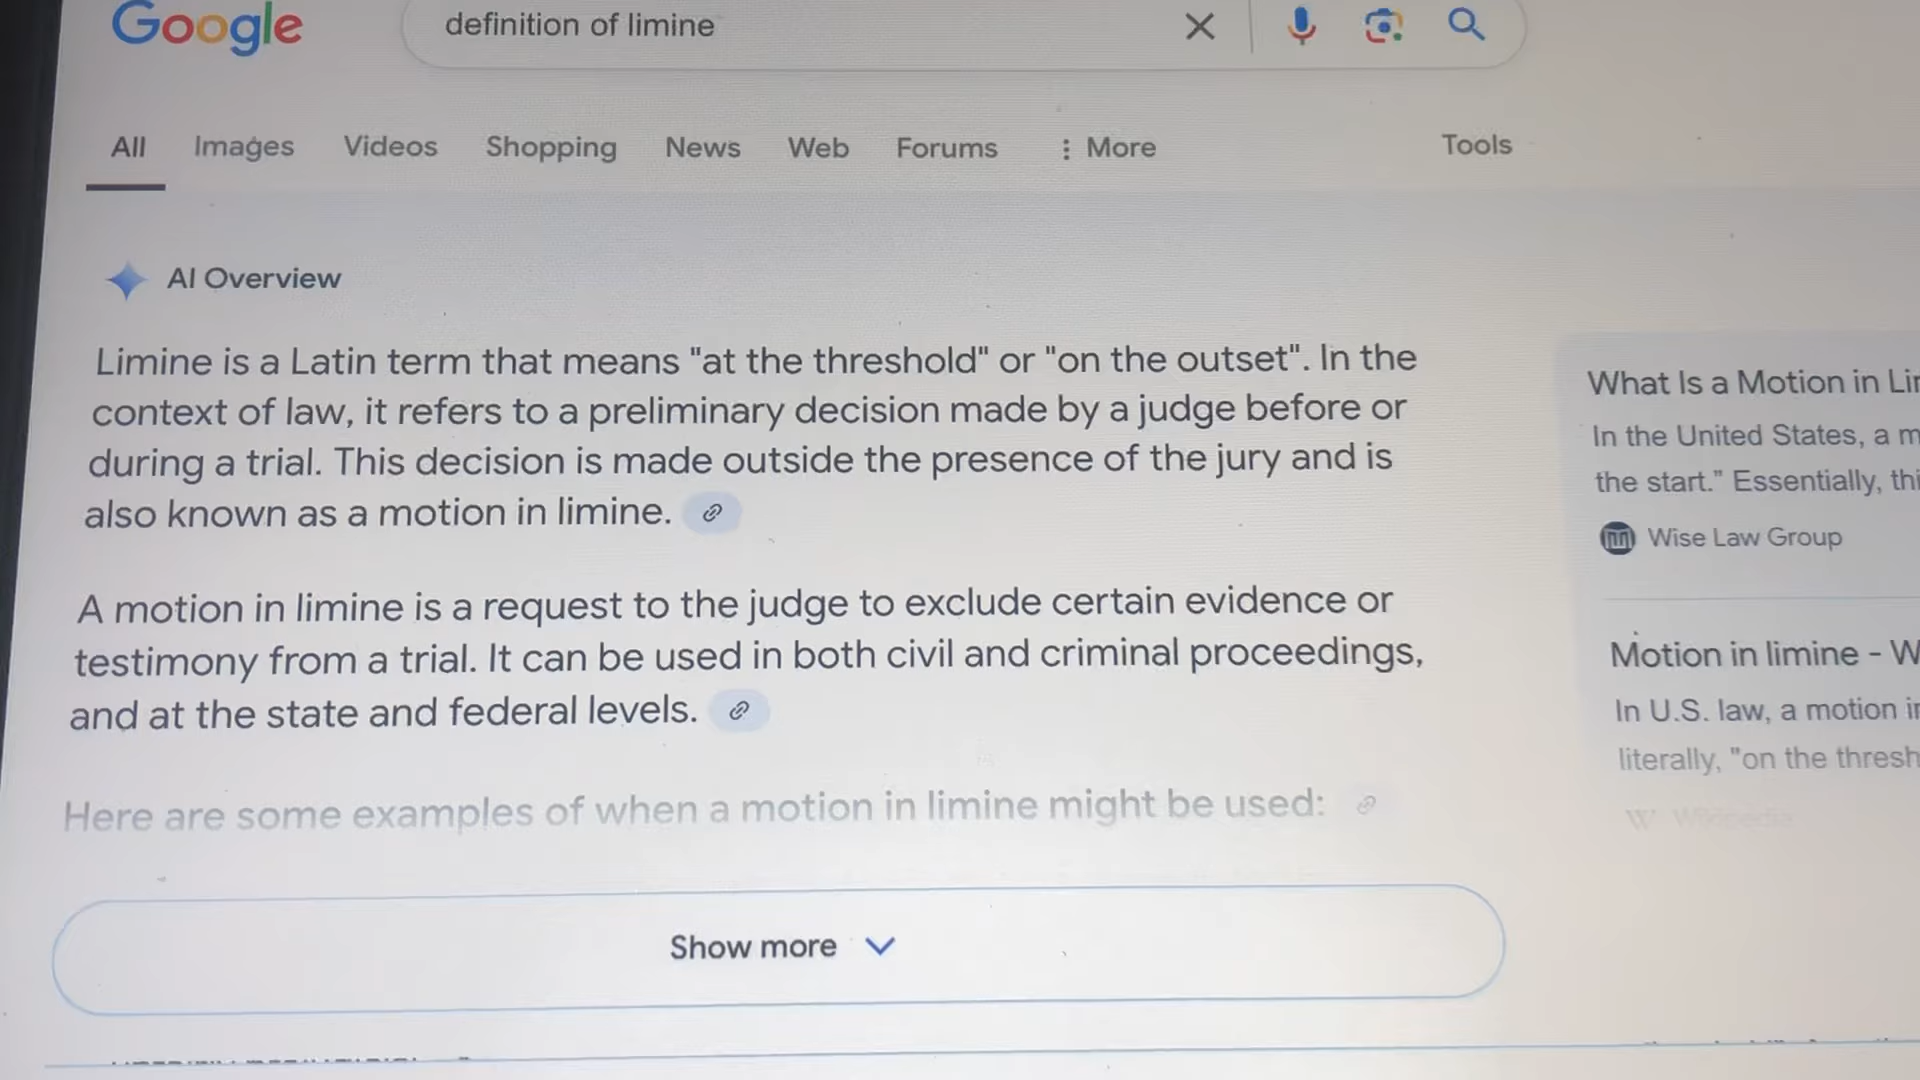 Google
definition of limine
All Images Videos Shopping News Web Forums More Tools
AI Overview
Limine is a Latin term that means "at the threshold" or "on the outset". In the
context of law, it refers to a preliminary decision made by a judge before or
during a trial. This decision is made outside the presence of the jury and is
also known as a motion in limine.
A motion in limine is a request to the judge to exclude certain evidence or
testimony from a trial. It can be used in both civil and criminal proceedings,
and at the state and federal levels.
Here are some examples of when a motion in limine might be used:
Show more
What Is a Motion in Lir
In the United States, a m
the start." Essentially, thi
Wise Law Group
Motion in limine - W
In U.S. law, a motion in
literally, "on the thresh
W Wikipedia